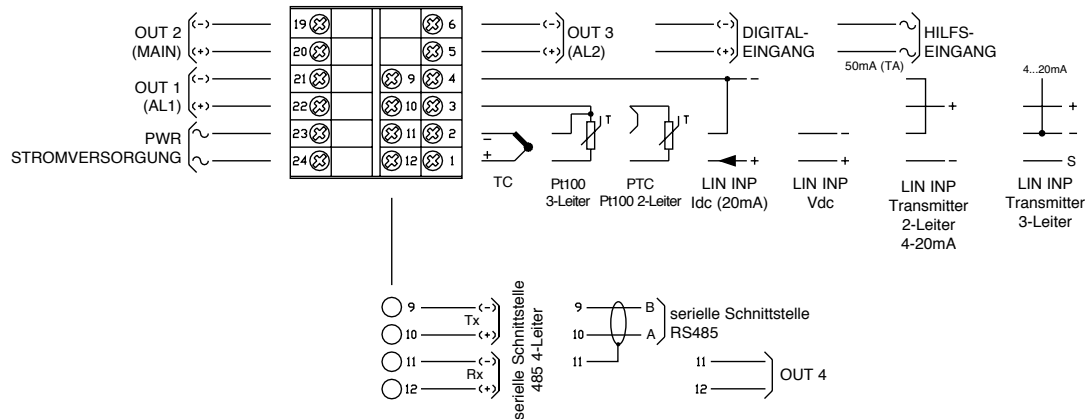 OUT 2
(MAIN)
(-)
(+)
OUT 1
(AL1)
(-)
(+)
PWR
STROMVERSORGUNG
19
20
21
22
23
24
9
10
11
12
6
5
4
3
2
1
(-)
(+)
OUT 3
(AL2)
(-)
(+)
DIGITAL-
EINGANG
50mA (TA)
HILFS-
EINGANG
-
+
TC
T
Pt100
3-Leiter
T
PTC
Pt100 2-Leiter
-
+
LIN INP
Idc (20mA)
-
+
LIN INP
Vdc
+
-
LIN INP
Transmitter
2-Leiter
4-20mA
4...20mA
+
-
S
LIN INP
Transmitter
3-Leiter
9
(-)
Tx
10
(+)
11
(-)
Rx
12
(+)
serielle Schnittstelle
485 4-Leiter
9
B
10
A
11
serielle Schnittstelle
RS485
11
12
OUT 4